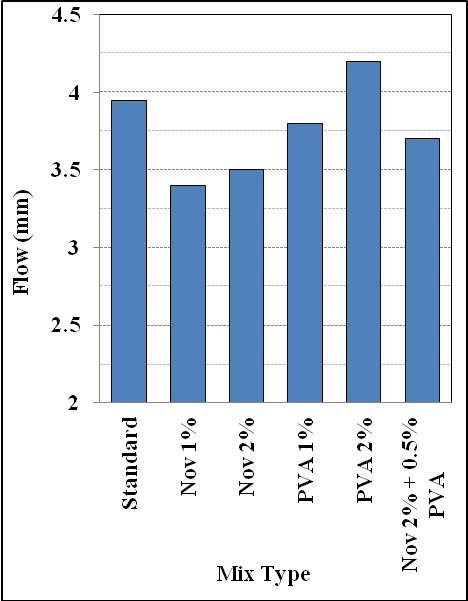 4.5
4
3.5
3
2.5
2
Flow (mm)
Standard
Nov 1%
Nov 2%
PVA 1%
PVA 2%
Nov 2% + 0.5%
PVA
Mix Type